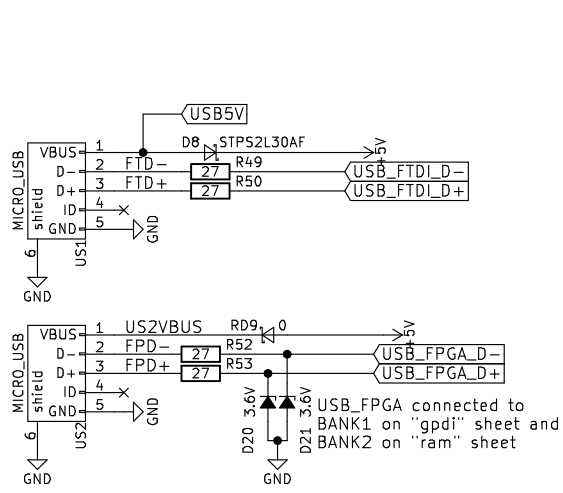 USB5V
D8 STPS2L30AF
+5V
MICRO_USB
shield
VBUS 1
D- 2 FTD- 27 R49 USB_FTDI_D-
D+ 3 FTD+ 27 R50 USB_FTDI_D+
ID 4
GND 5 GND
US1
6
GND
MICRO_USB
shield
VBUS 1 US2VBUS RD9 0 +5V
D- 2 FPD- 27 R52 USB_FPGA_D-
D+ 3 FPD+ 27 R53 USB_FPGA_D+
ID 4
GND 5 GND
US2
6
GND
D20 3.6V
D21 3.6V
GND
USB_FPGA connected to
BANK1 on "gpdi" sheet and
BANK2 on "ram" sheet